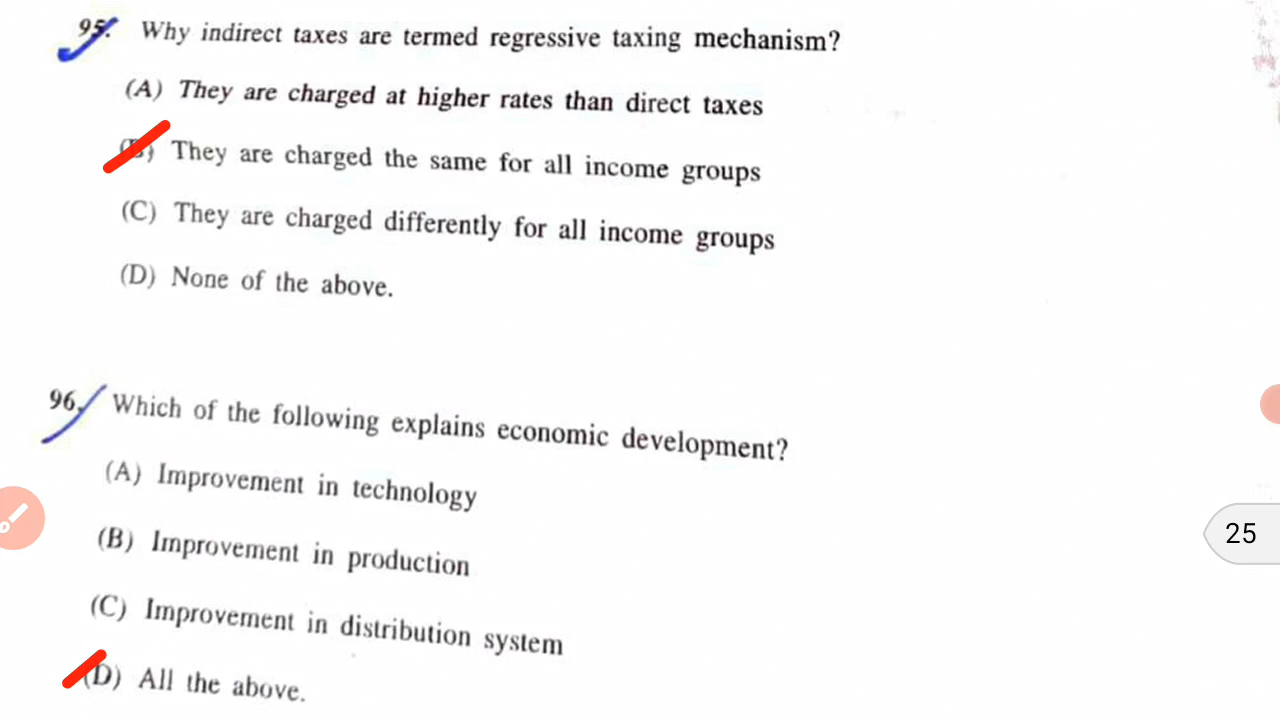 95. Why indirect taxes are termed regressive taxing mechanism?
(A) They are charged at higher rates than direct taxes
(B) They are charged the same for all income groups
(C) They are charged differently for all income groups
(D) None of the above.
96. Which of the following explains economic development?
(A) Improvement in technology
(B) Improvement in production
25
(C) Improvement in distribution system
(D) All the above.